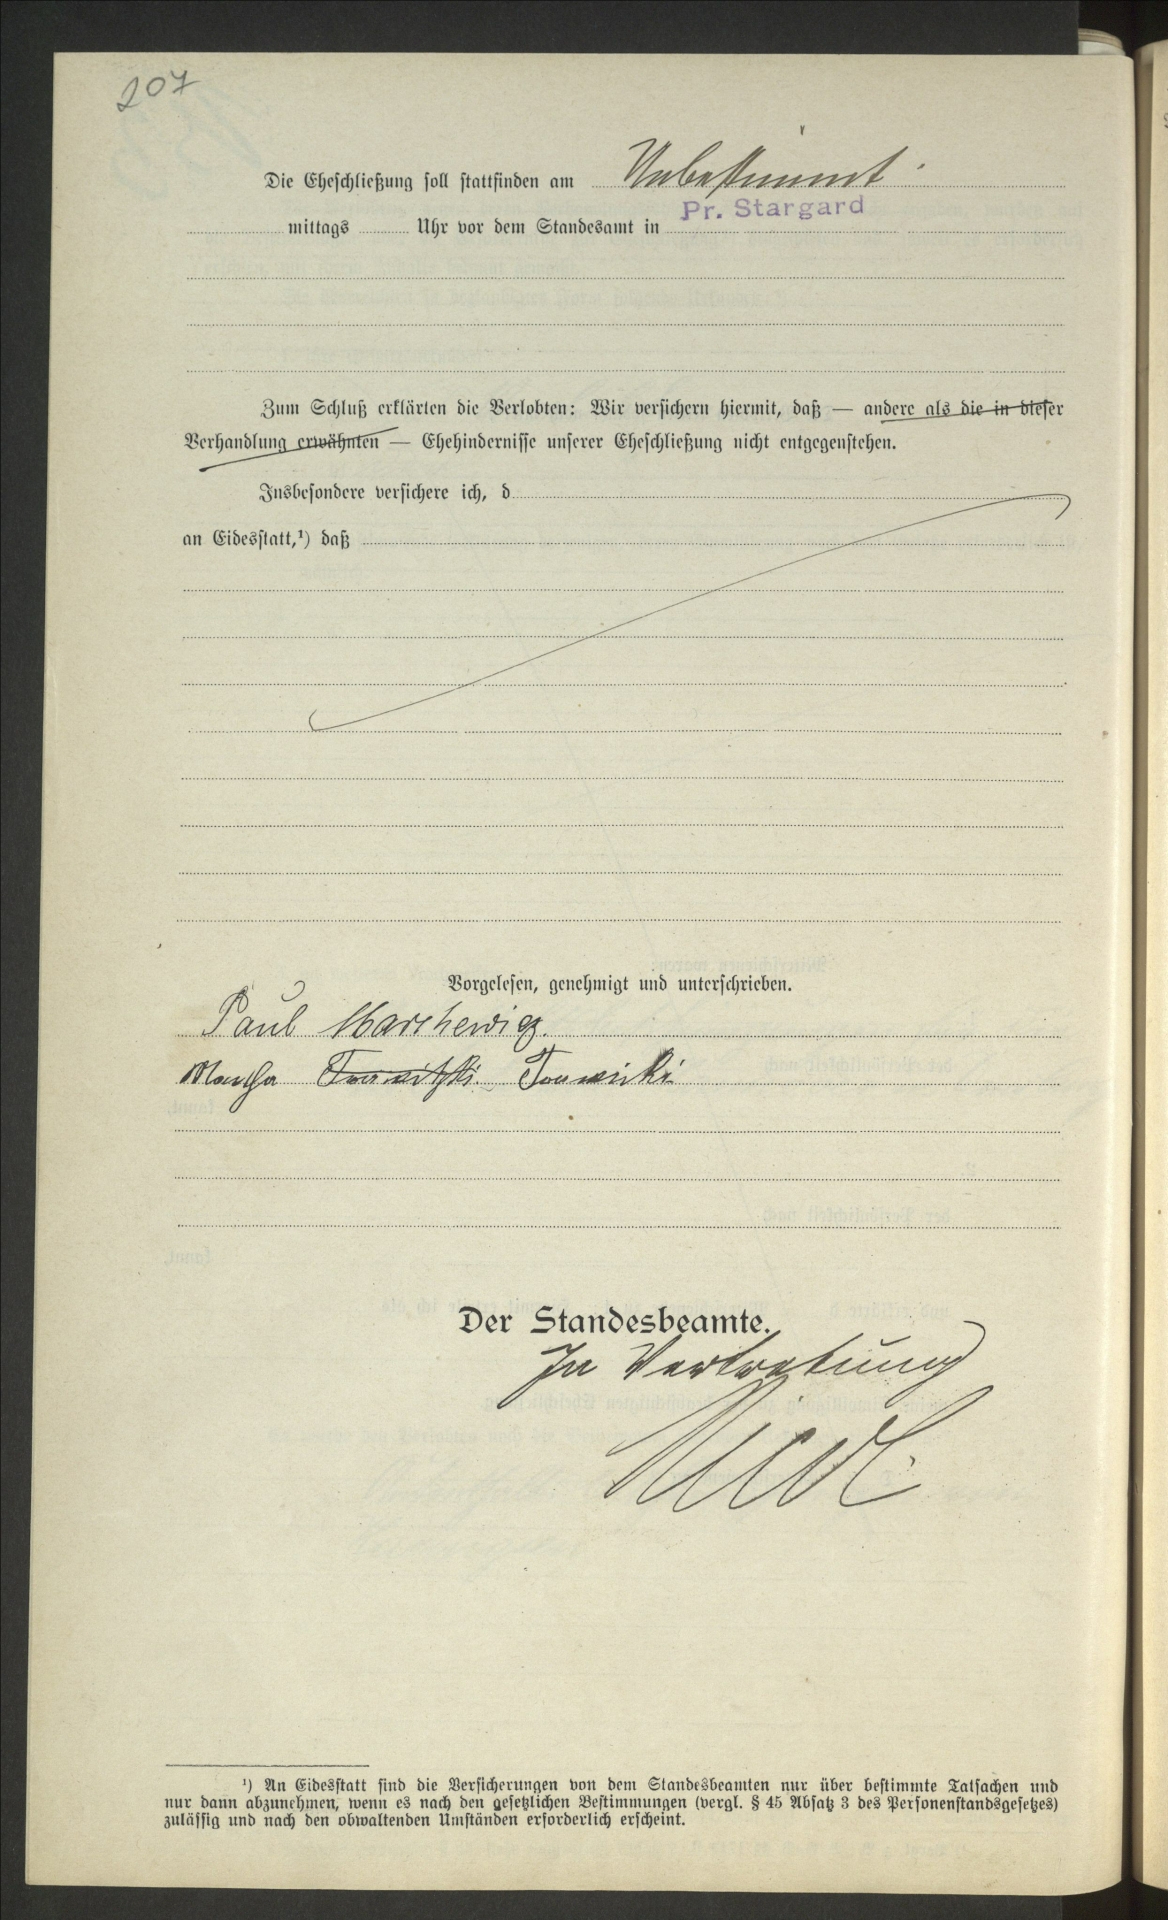 207
Die Eheschließung soll stattfinden am Unbestimmt
Pr. Stargard
mittags Uhr vor dem Standesamt in
Zum Schluß erklärten die Verlobten: Wir versichern hiermit, daß — andere als die in dieser
Verhandlung erwähnten — Ehehindernisse unserer Eheschließung nicht entgegenstehen.
Insbesondere versichere ich, d
an Eidesstatt,¹) daß
Vorgelesen, genehmigt und unterschrieben.
Paul Marchewicz.
Martha
Der Standesbeamte.
In Vertretung
¹) An Eidesstatt sind die Versicherungen von dem Standesbeamten nur über bestimmte Tatsachen und
nur dann abzunehmen, wenn es nach den gesetzlichen Bestimmungen (vergl. § 45 Absatz 3 des Personenstandsgesetzes)
zulässig und nach den obwaltenden Umständen erforderlich erscheint.